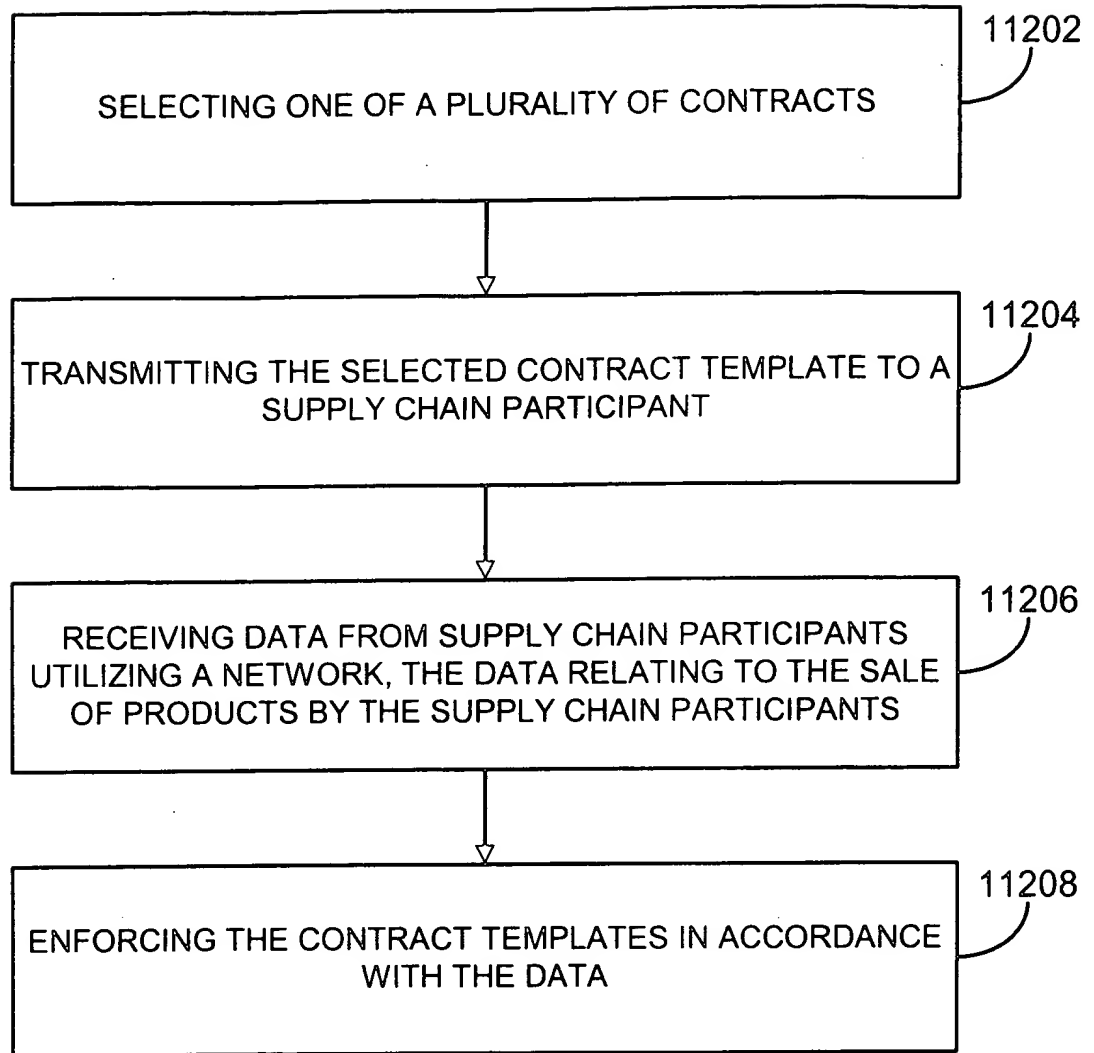 11202
SELECTING ONE OF A PLURALITY OF CONTRACTS
11204
TRANSMITTING THE SELECTED CONTRACT TEMPLATE TO A
SUPPLY CHAIN PARTICIPANT
11206
RECEIVING DATA FROM SUPPLY CHAIN PARTICIPANTS
UTILIZING A NETWORK, THE DATA RELATING TO THE SALE
OF PRODUCTS BY THE SUPPLY CHAIN PARTICIPANTS
11208
ENFORCING THE CONTRACT TEMPLATES IN ACCORDANCE
WITH THE DATA